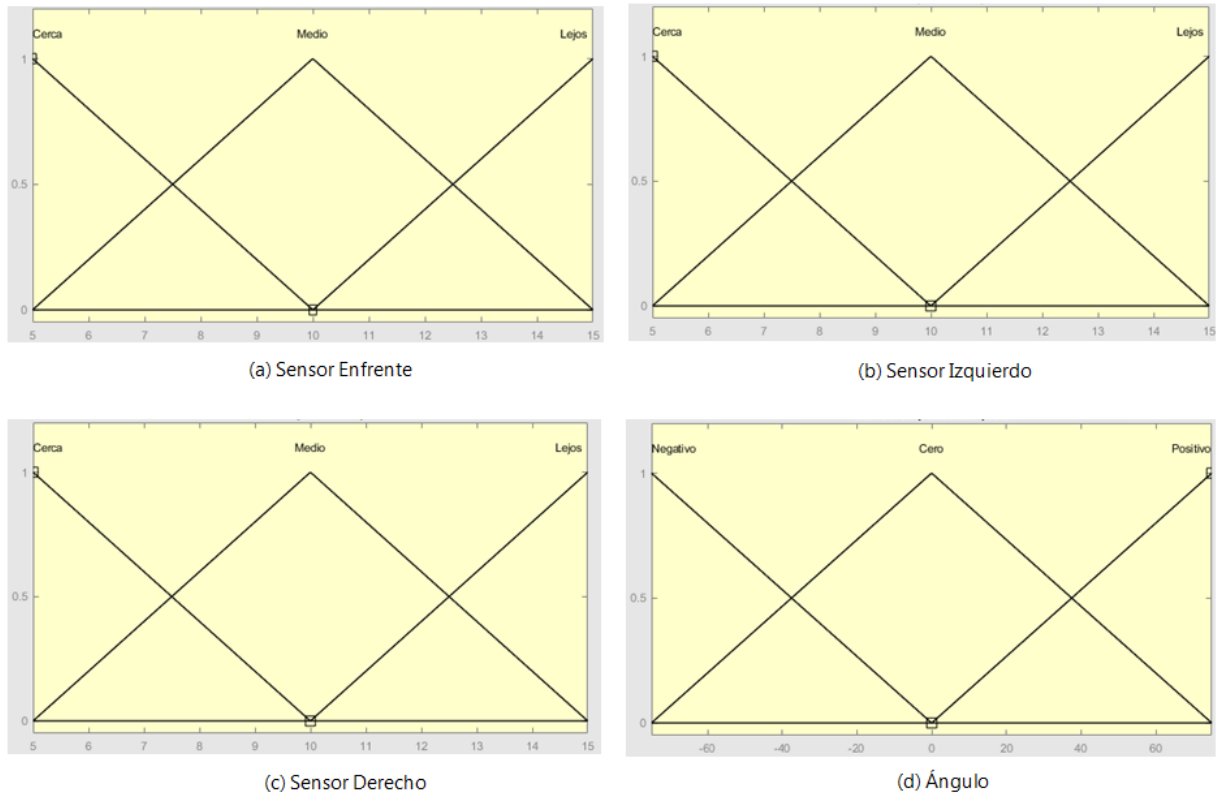 Cerca Medio Lejos
1
0.5
0
5 6 7 8 9 10 11 12 13 14 15
(a) Sensor Enfrente
Cerca Medio Lejos
1
0.5
0
5 6 7 8 9 10 11 12 13 14 15
(b) Sensor Izquierdo
Cerca Medio Lejos
1
0.5
0
5 6 7 8 9 10 11 12 13 14 15
(c) Sensor Derecho
Negativo Cero Positivo
1
0.5
0
-60 -40 -20 0 20 40 60
(d) Ángulo